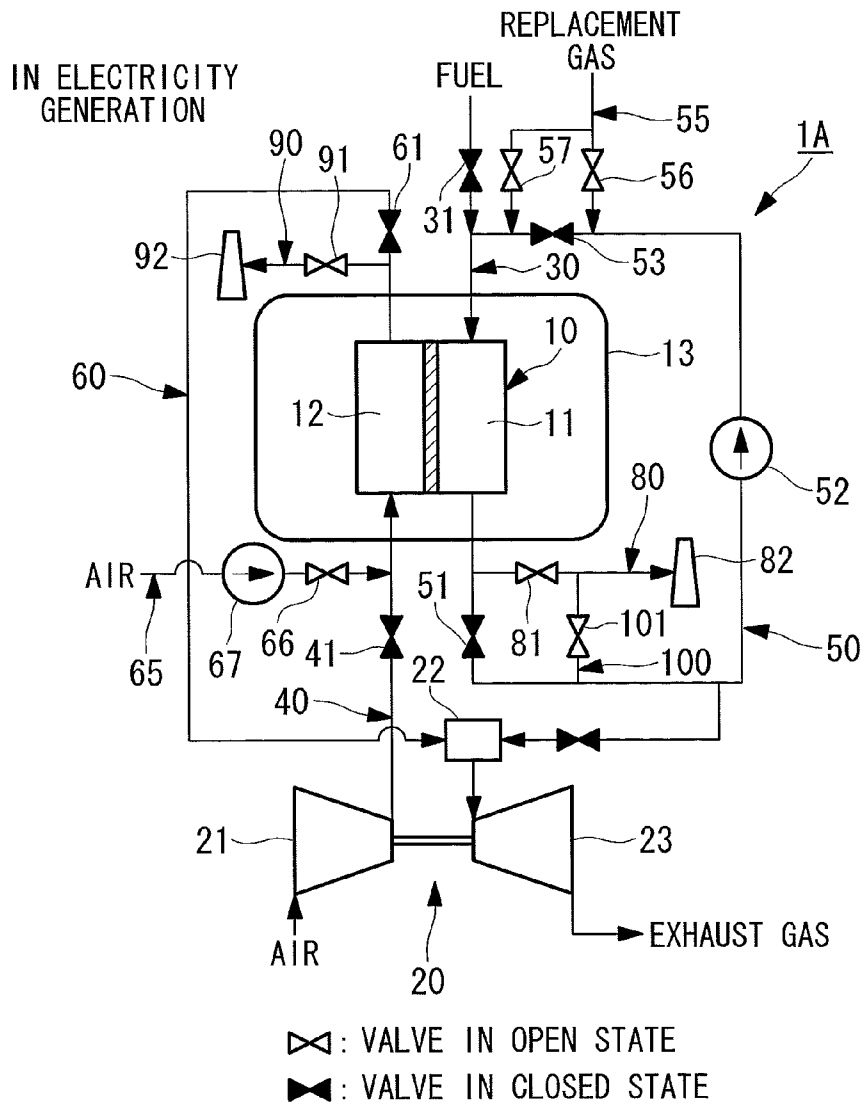 REPLACEMENT
GAS
IN ELECTRICITY
GENERATION
FUEL
55
1A
90
91
61
57
56
31
92
30
53
10
13
60
12
11
52
80
82
AIR
51
66
41
81
101
67
65
22
100
50
40
21
23
AIR
20
EXHAUST GAS
: VALVE IN OPEN STATE
: VALVE IN CLOSED STATE